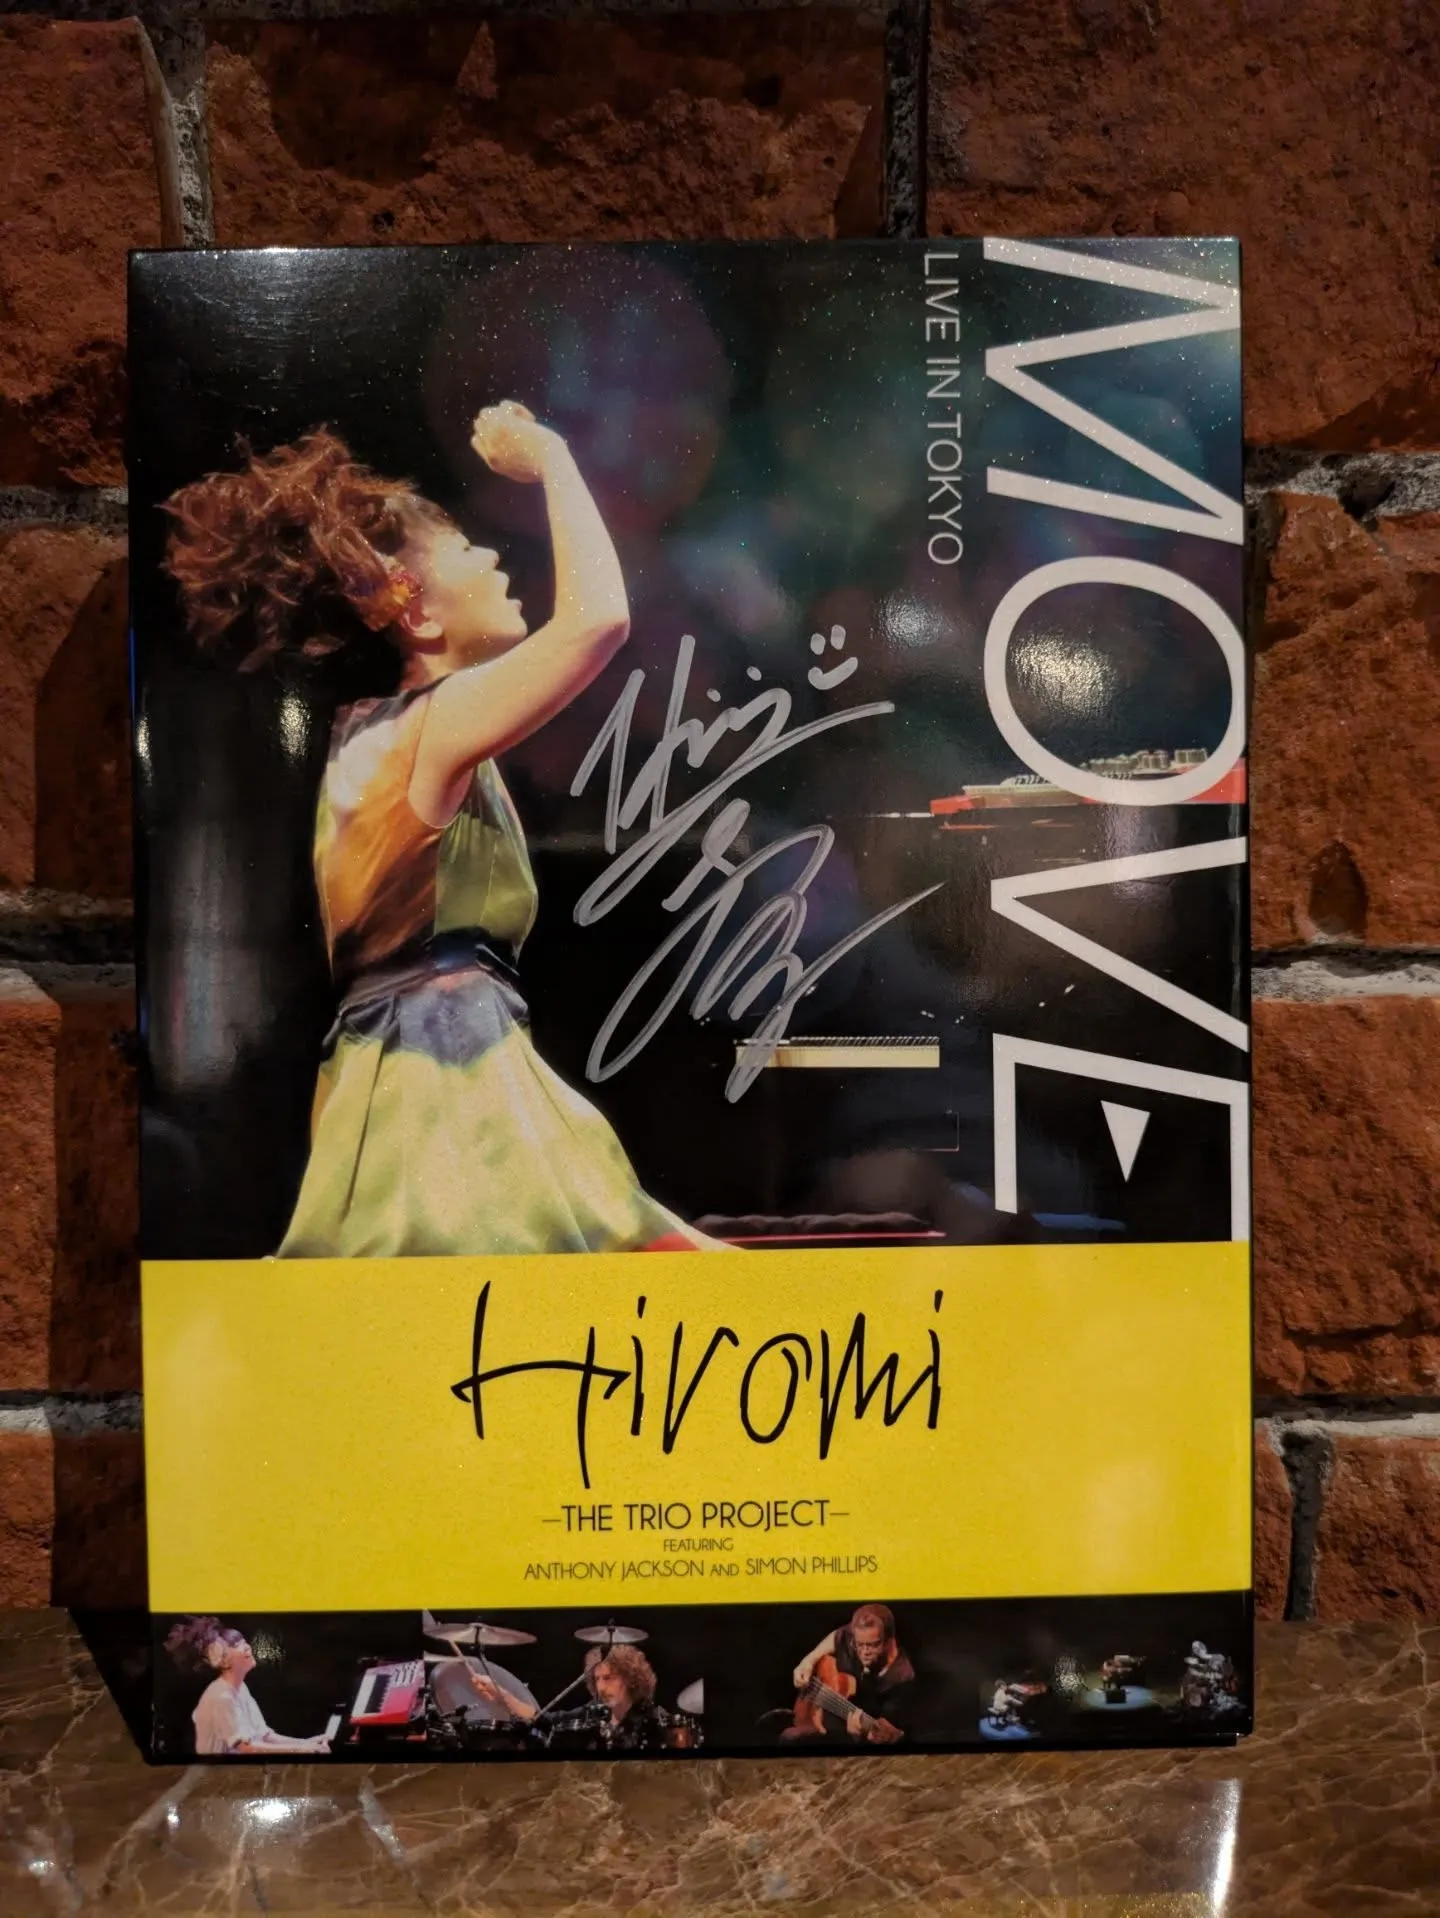 MOVE
LIVE IN TOKYO
Hiromi
—THE TRIO PROJECT—
FEATURING
ANTHONY JACKSON AND SIMON PHILLIPS